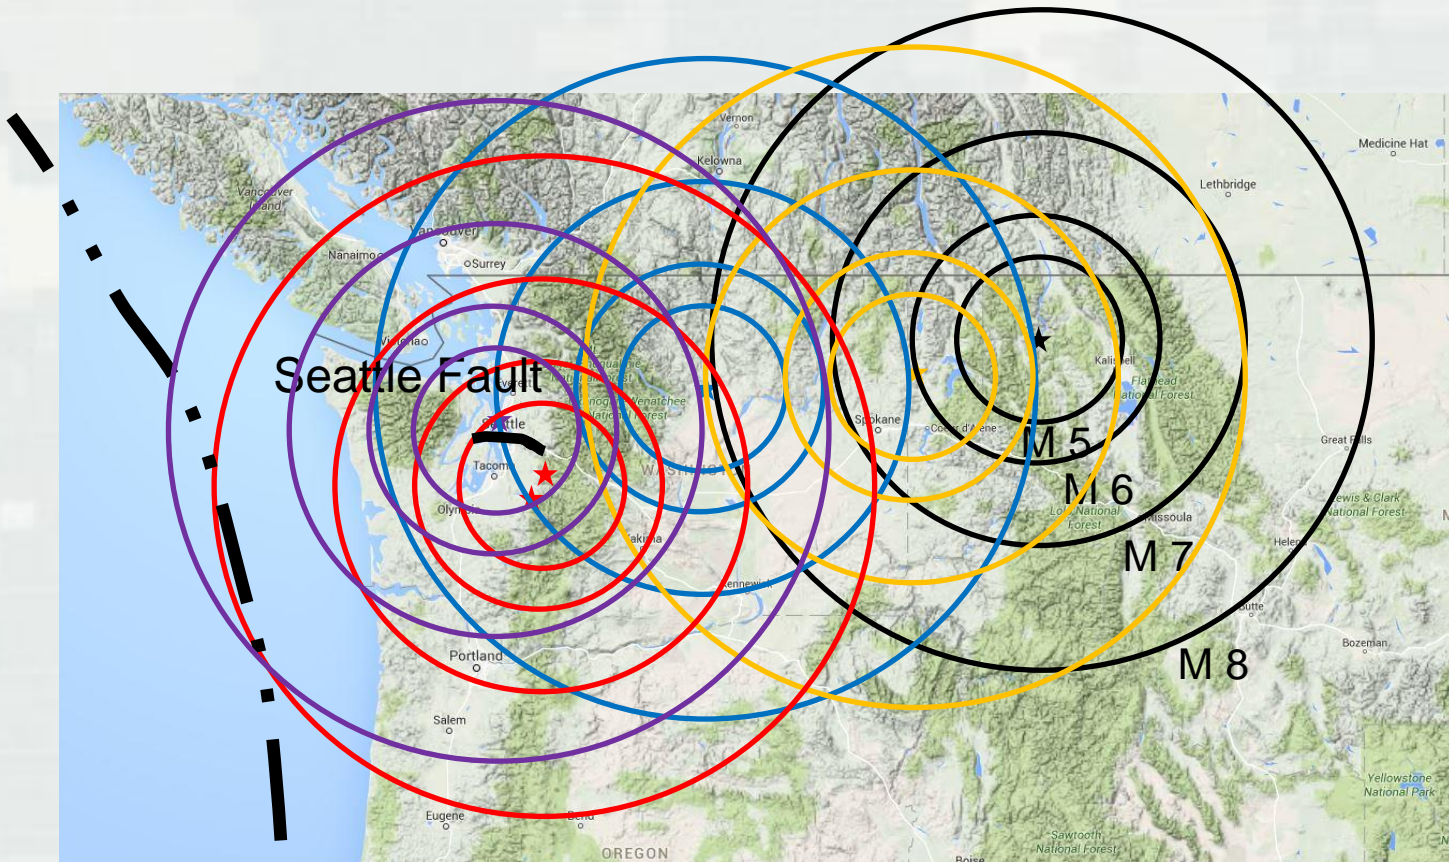 Vernon
Medicine Hat
Kelowna
Lethbridge
Vancouver
Island
Vancouver
Nanaimo
Surrey
Victoria
Kalispell
Seattle Fault
Everett
Flathead
National Forest
Wenatchee
National Forest
Seattle
Spokane
Coeur d'Alene
Great Falls
M 5
Tacoma
WASHINGTON
M 6
Lewis & Clark
National Forest
Olympia
Lolo National
Forest
Missoula
Yakima
Helena
M 7
Kennewick
Butte
Bozeman
Portland
M 8
Salem
Yellowstone
National Park
Eugene
Bend
Sawtooth
National Forest
OREGON
Boise